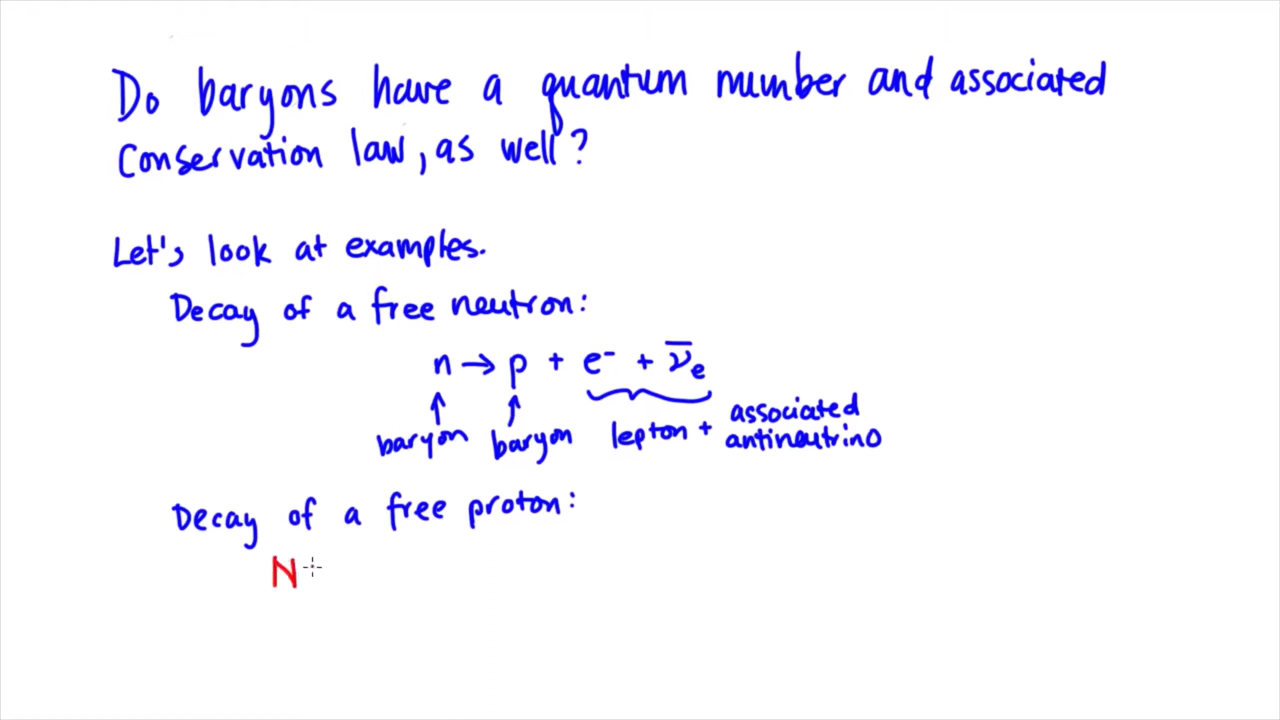 Do baryons have a quantum number and associated
conservation law, as well?
Let's look at examples.
Decay of a free neutron:
n → p + e⁻ + ν̅ₑ
baryon baryon lepton + associated antineutrino
Decay of a free proton:
N